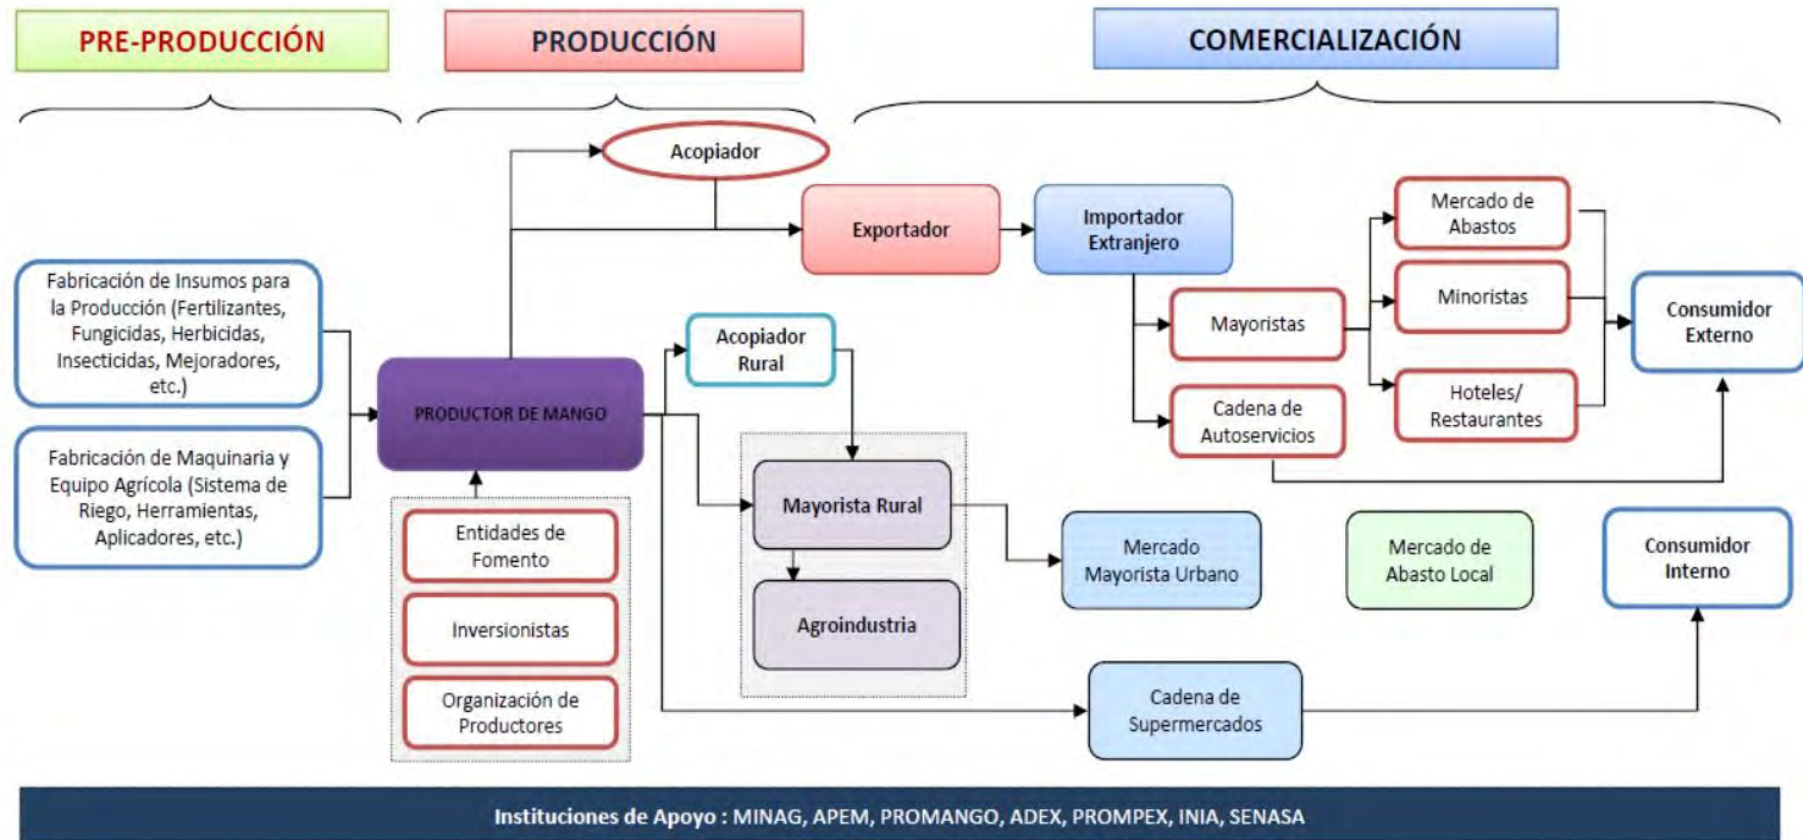 PRE-PRODUCCIÓN
PRODUCCIÓN
COMERCIALIZACIÓN
Acopiador
Exportador
Importador
Extranjero
Mercado de
Abastos
Minoristas
Hoteles/
Restaurantes
Mayoristas
Cadena de
Autoservicios
Consumidor
Externo
Fabricación de Insumos para
la Producción (Fertilizantes,
Fungicidas, Herbicidas,
Insecticidas, Mejoradores,
etc.)
Fabricación de Maquinaria y
Equipo Agrícola (Sistema de
Riego, Herramientas,
Aplicadores, etc.)
PRODUCTOR DE MANGO
Acopiador
Rural
Entidades de
Fomento
Inversionistas
Organización de
Productores
Mayorista Rural
Agroindustria
Mercado
Mayorista Urbano
Mercado de
Abasto Local
Consumidor
Interno
Cadena de
Supermercados
Instituciones de Apoyo : MINAG, APEM, PROMANGO, ADEX, PROMPEX, INIA, SENASA